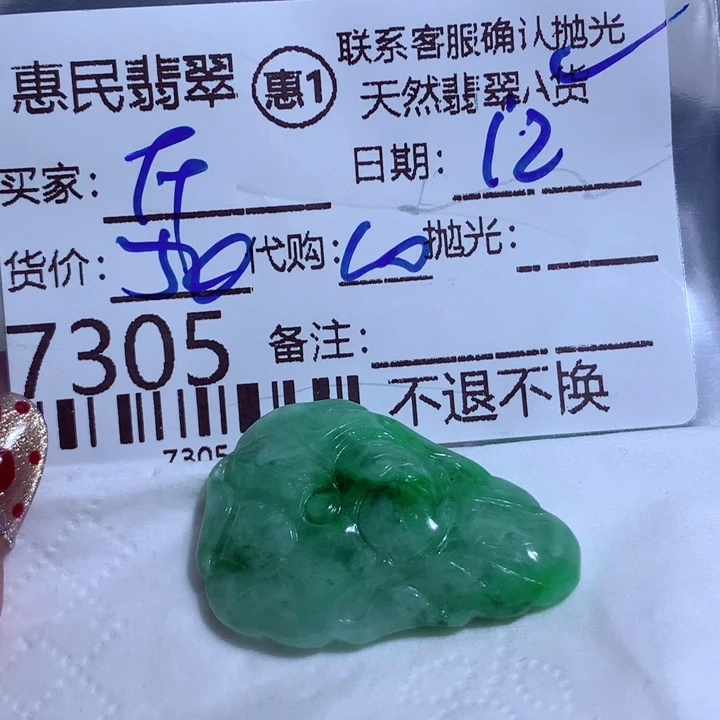 惠民翡翠 惠1 联系客服确认抛光
天然翡翠A货
买家: 日期: 12
货价: 50 代购: 抛光:
7305 备注:
不退不换
7305